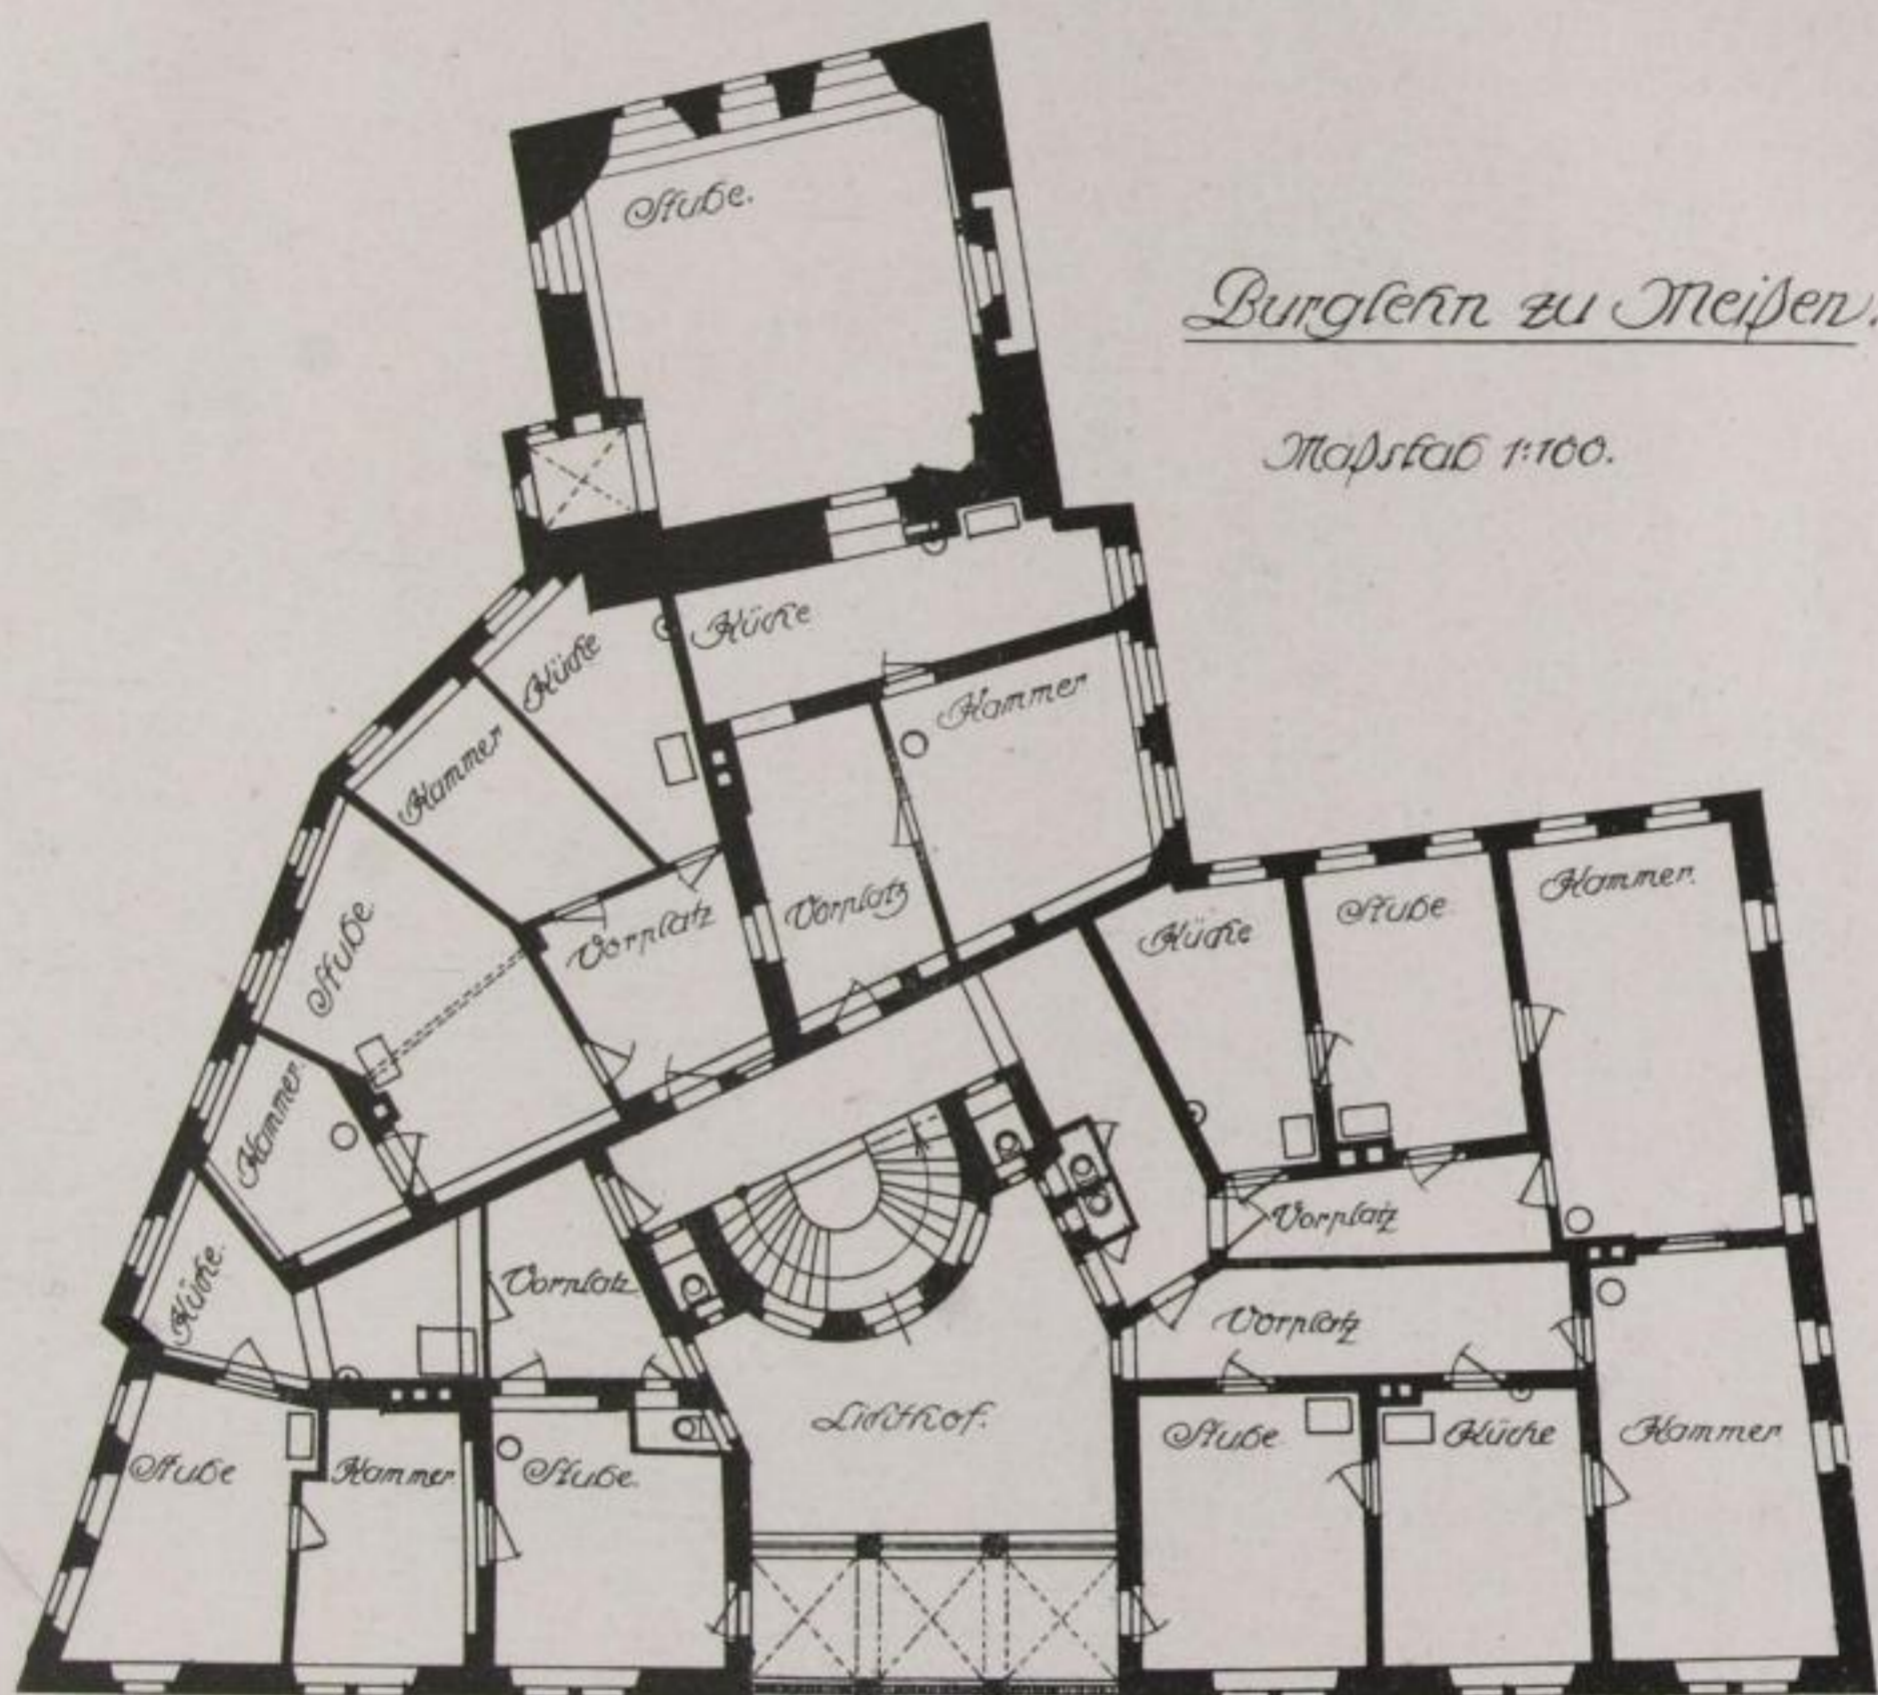 Stube.
Burglehn zu Meißen.
Maßstab 1:100.
Küche
Küche
Kammer
Kammer
Kammer.
Stube
Stube.
Vorplatz
Vorplatz
Küche
Kammer.
Vorplatz
Küche.
Vorplatz
Vorplatz
Lichthof.
Stube
Kammer
Stube.
Stube
Küche
Kammer